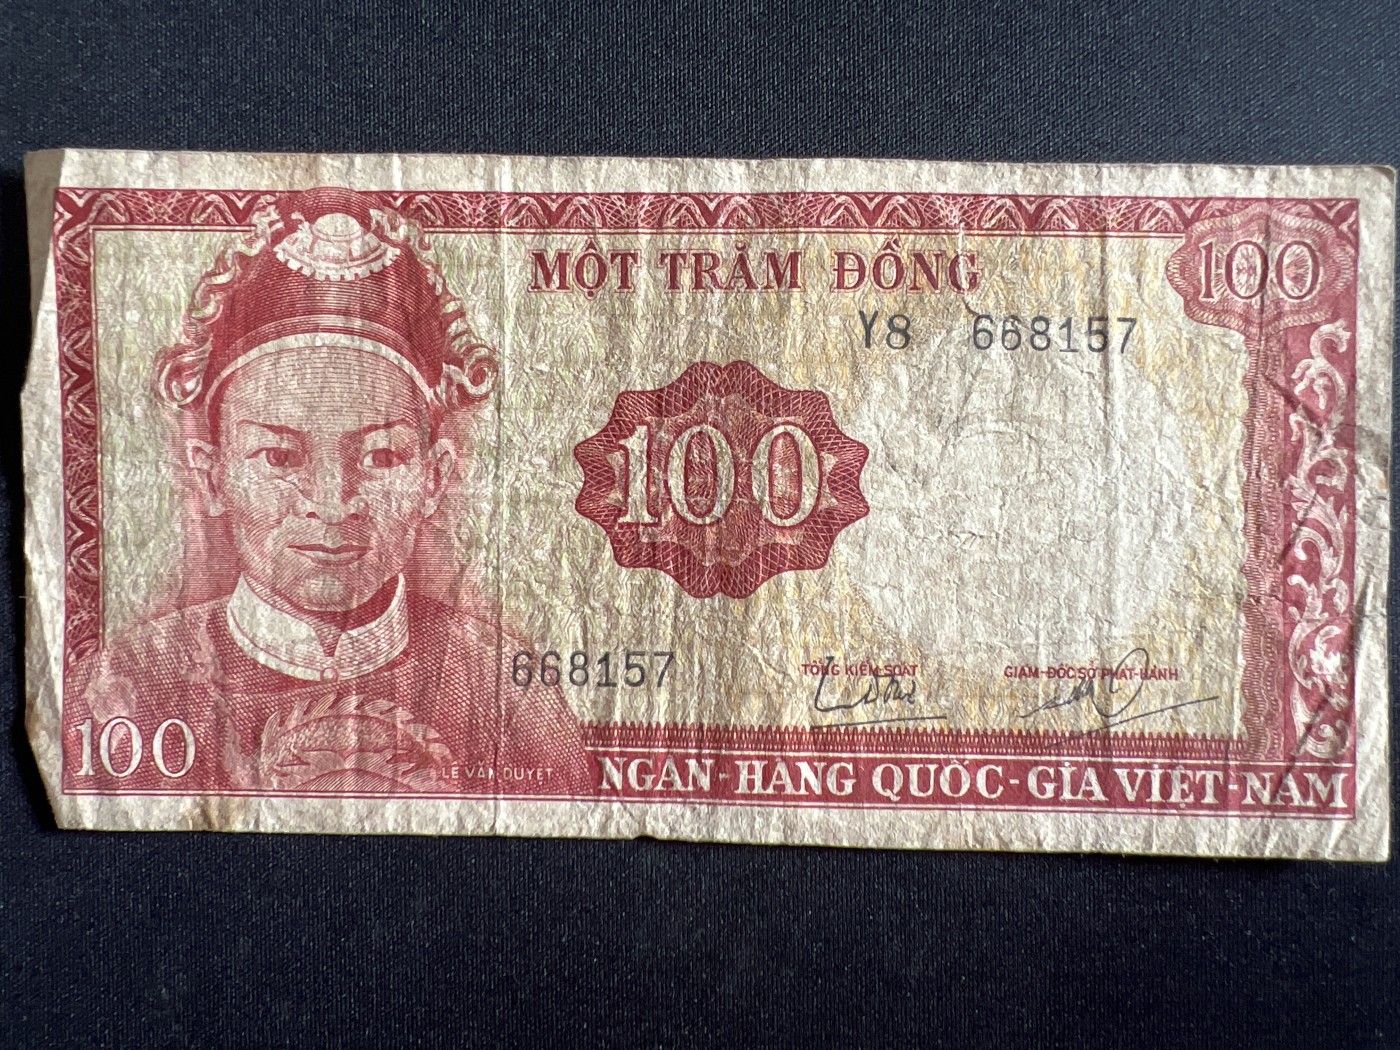 MỘT TRĂM ĐỒNG
100
Y8 668157
100
668157
TỔNG KIỂM SOÁT
GIÁM-ĐỐC SỞ PHÁT-HÀNH
100
LÊ VĂN DUYỆT
NGÂN-HÀNG QUỐC-GIA VIỆT-NAM